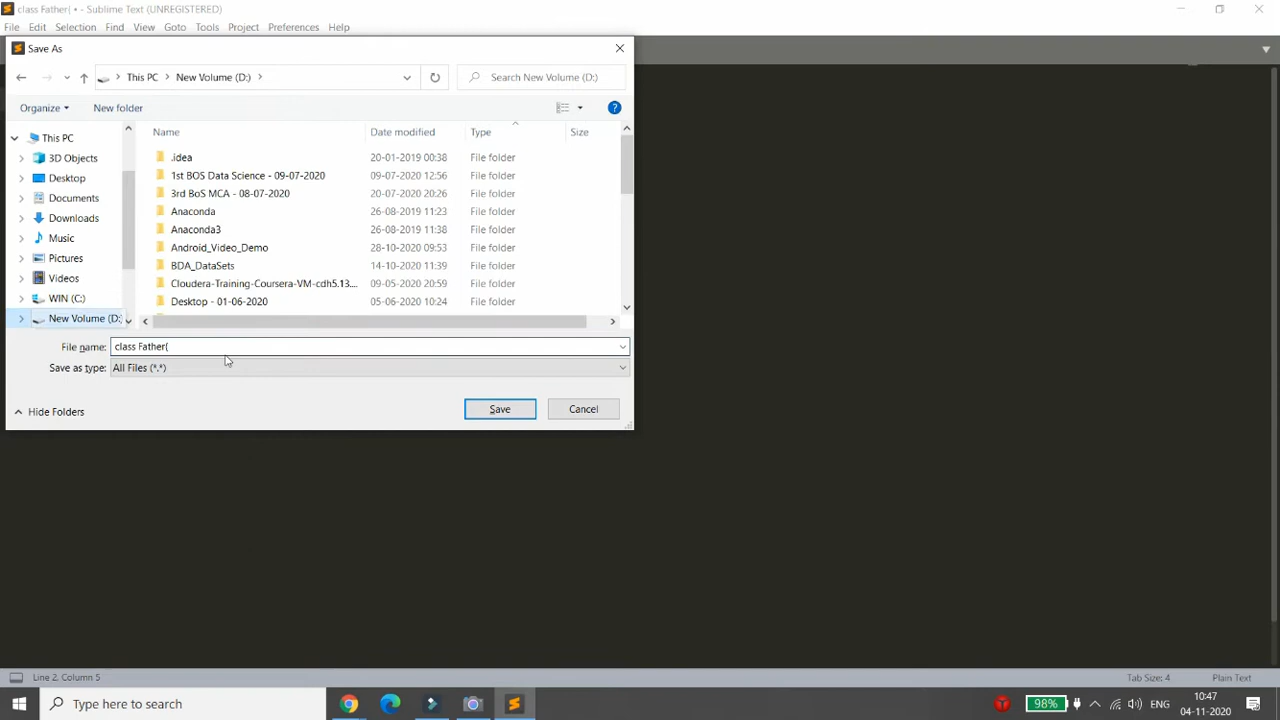 class Father( • - Sublime Text (UNREGISTERED)
File Edit Selection Find View Goto Tools Project Preferences Help
Save As
This PC New Volume (D:)
Search New Volume (D:)
Organize New folder
Name Date modified Type Size
This PC
3D Objects
Desktop
Documents
Downloads
Music
Pictures
Videos
WIN (C:)
New Volume (D:
.idea 20-01-2019 00:38 File folder
1st BOS Data Science - 09-07-2020 09-07-2020 12:56 File folder
3rd BoS MCA - 08-07-2020 20-07-2020 20:26 File folder
Anaconda 26-08-2019 11:23 File folder
Anaconda3 26-08-2019 11:38 File folder
Android_Video_Demo 28-10-2020 09:53 File folder
BDA_DataSets 14-10-2020 11:39 File folder
Cloudera-Training-Coursera-VM-cdh5.13.... 09-05-2020 20:59 File folder
Desktop - 01-06-2020 05-06-2020 10:24 File folder
File name: class Father(
Save as type: All Files (*.*)
Hide Folders Save Cancel
Line 2, Column 5 Tab Size: 4 Plain Text
Type here to search 98% ENG 10:47
04-11-2020